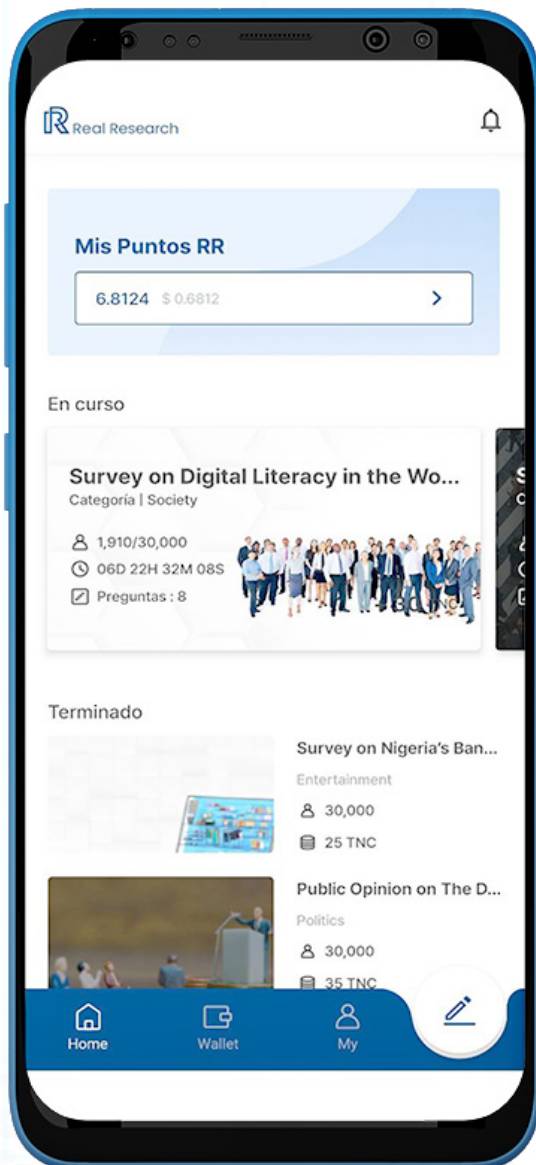 Real Research
Mis Puntos RR
6.8124 $ 0.6812
En curso
Survey on Digital Literacy in the Wo...
Categoría | Society
1,910/30,000
06D 22H 32M 08S
Preguntas : 8
Terminado
Survey on Nigeria's Ban...
Entertainment
30,000
25 TNC
Public Opinion on The D...
Politics
30,000
35 TNC
Home Wallet My